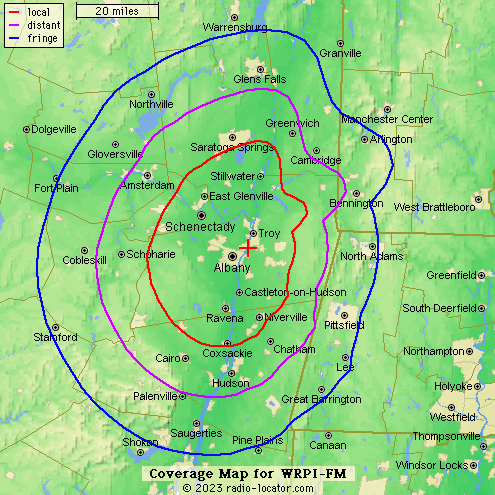 local
distant
fringe
20 miles
Warrensburg
Granville
Glens Falls
Northville
Manchester Center
Dolgeville
Greenwich
Arlington
Saratoga Springs
Gloversville
Cambridge
Fort Plain
Amsterdam
Stillwater
East Glenville
Bennington
West Brattleboro
Schenectady
Troy
Cobleskill
Schoharie
North Adams
Albany
Greenfield
Castleton-on-Hudson
South Deerfield
Ravena
Niverville
Pittsfield
Stamford
Coxsackie
Chatham
Northampton
Cairo
Lee
Hudson
Holyoke
Palenville
Great Barrington
Westfield
Saugerties
Thompsonville
Shokan
Pine Plains
Canaan
Windsor Locks
Coverage Map for WRPI-FM
© 2023 radio-locator.com